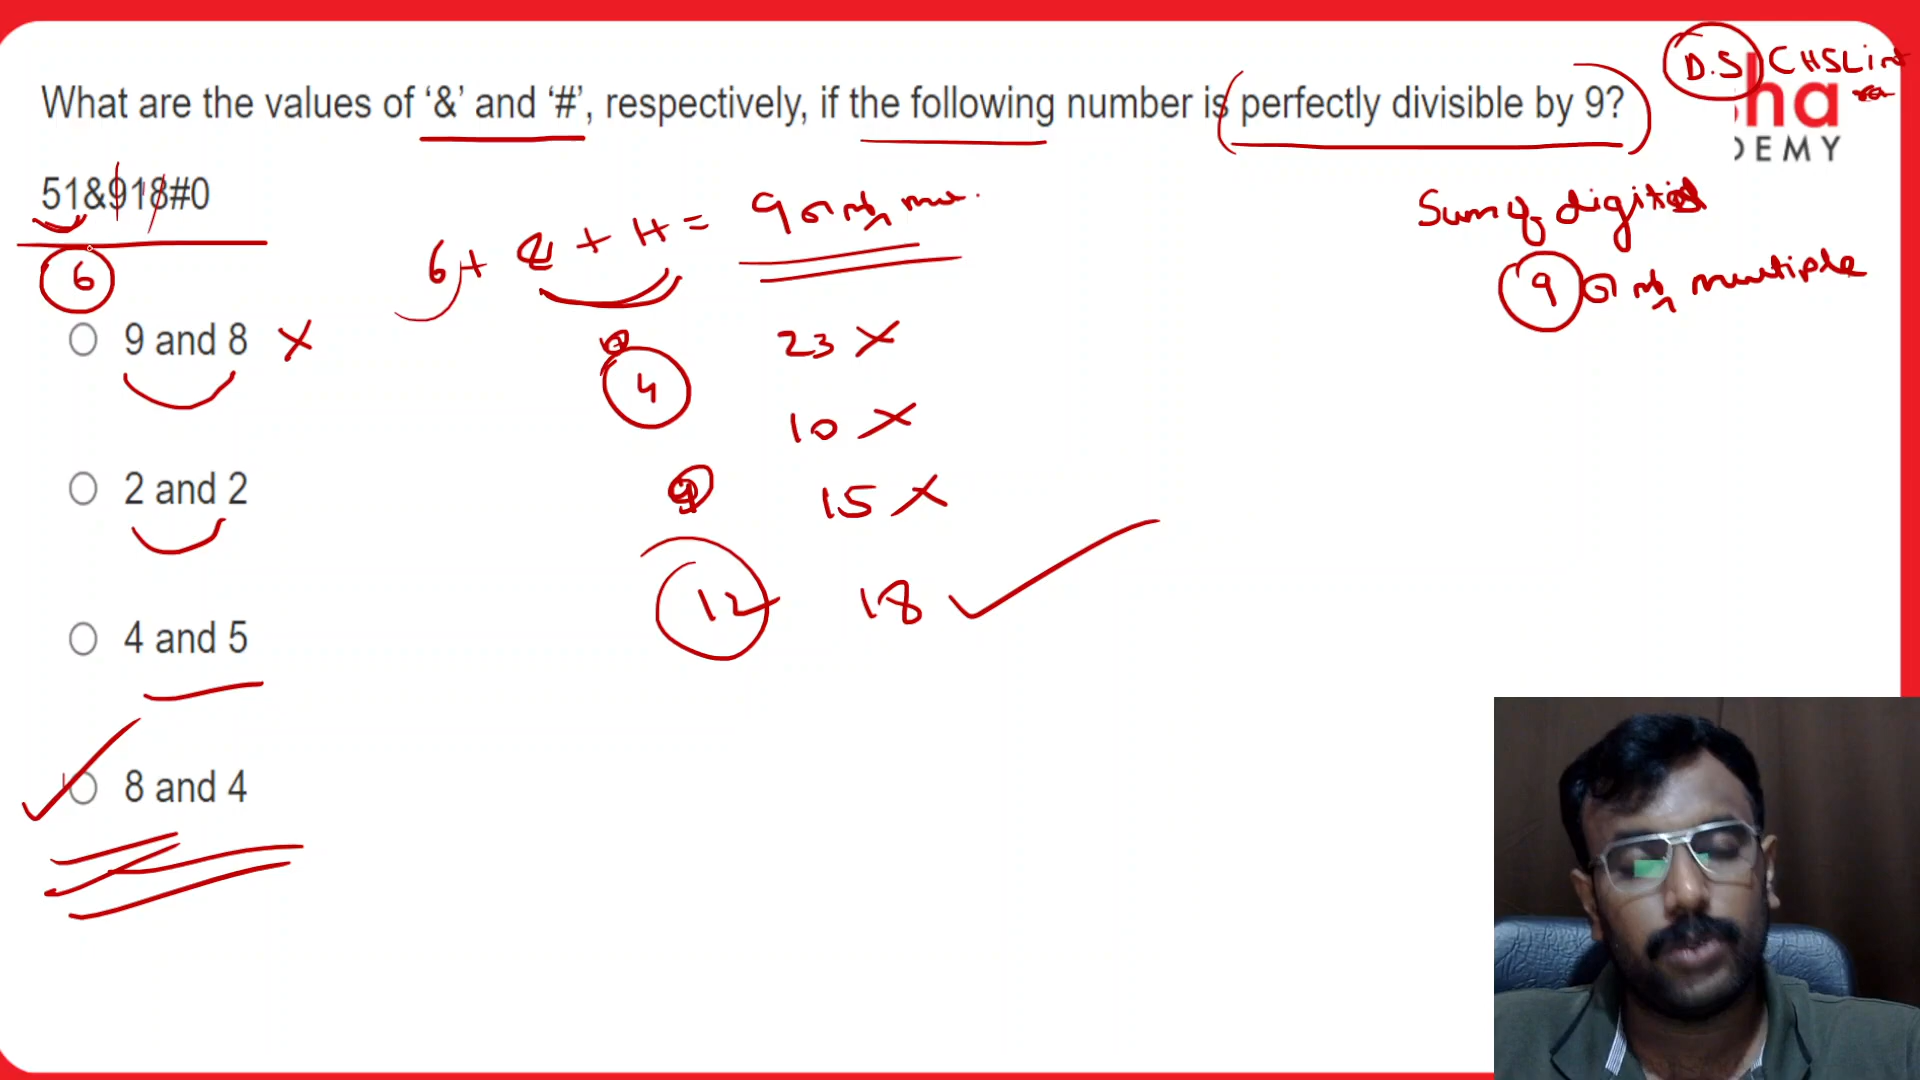 D.S CHSL
What are the values of ‘&’ and ‘#’, respectively, if the following number is perfectly divisible by 9?
ha
DEMY
51&918#0
6 + & + # = 9
Sum of digits
9 multiple
6
9 and 8 X
23 X
4
10 X
2 and 2
15 X
12 18
4 and 5
8 and 4